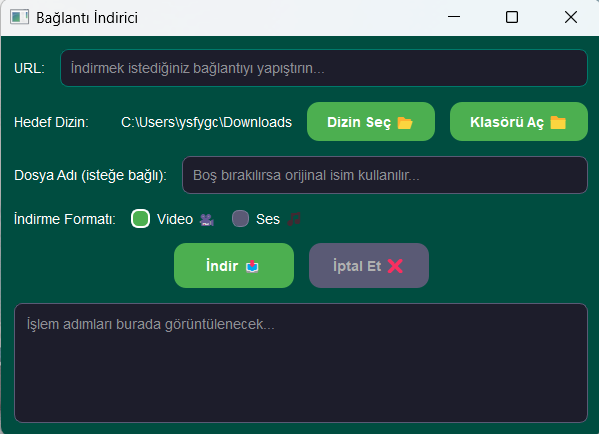 Bağlantı İndirici
URL: İndirmek istediğiniz bağlantıyı yapıştırın...
Hedef Dizin: C:\Users\ysfygc\Downloads Dizin Seç 📂 Klasörü Aç 📁
Dosya Adı (isteğe bağlı): Boş bırakılırsa orijinal isim kullanılır...
İndirme Formatı: Video 🎥 Ses 🎵
İndir 📥 İptal Et ❌
İşlem adımları burada görüntülenecek...